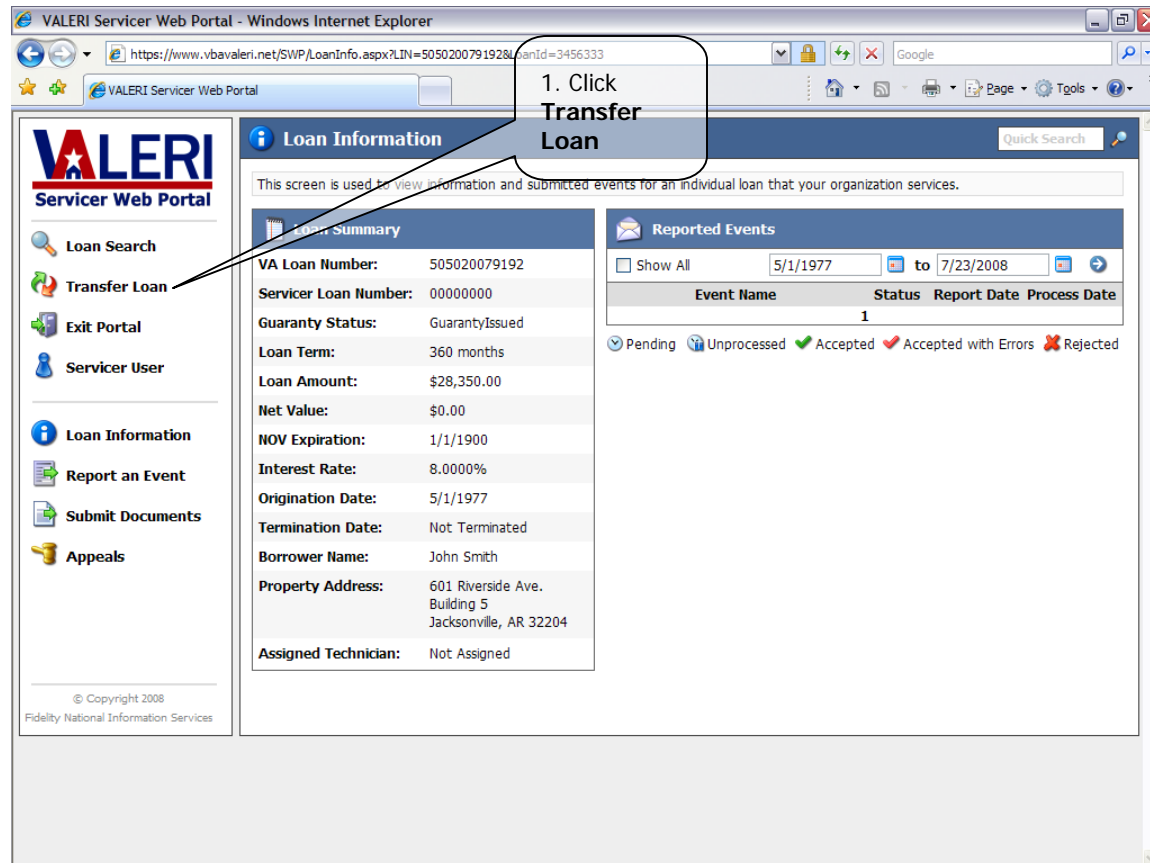 VALERI Servicer Web Portal - Windows Internet Explorer
https://www.vbavaleri.net/SWP/LoanInfo.aspx?LIN=505020079192&LoanId=3456333
Google
VALERI Servicer Web Portal
Page
Tools
1. Click
Transfer
Loan
VALERI
Servicer Web Portal
Loan Search
Transfer Loan
Exit Portal
Servicer User
Loan Information
Report an Event
Submit Documents
Appeals
© Copyright 2008
Fidelity National Information Services
Loan Information
Quick Search
This screen is used to view information and submitted events for an individual loan that your organization services.
Loan Summary
VA Loan Number: 505020079192
Servicer Loan Number: 00000000
Guaranty Status: GuarantyIssued
Loan Term: 360 months
Loan Amount: $28,350.00
Net Value: $0.00
NOV Expiration: 1/1/1900
Interest Rate: 8.0000%
Origination Date: 5/1/1977
Termination Date: Not Terminated
Borrower Name: John Smith
Property Address: 601 Riverside Ave.
Building 5
Jacksonville, AR 32204
Assigned Technician: Not Assigned
Reported Events
Show All 5/1/1977 to 7/23/2008
Event Name Status Report Date Process Date
1
Pending Unprocessed Accepted Accepted with Errors Rejected